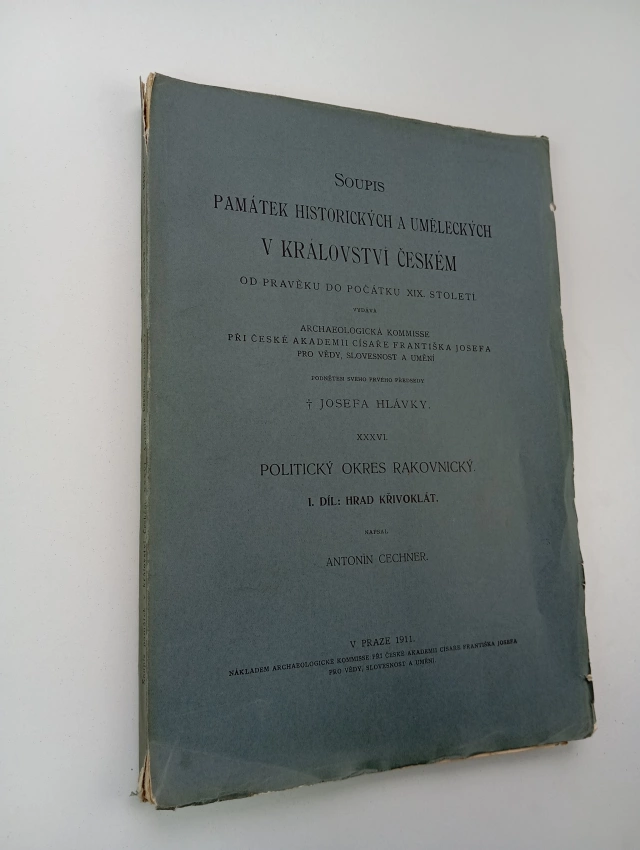 SOUPIS
PAMÁTEK HISTORICKÝCH A UMĚLECKÝCH
V KRÁLOVSTVÍ ČESKÉM
OD PRAVĚKU DO POČÁTKU XIX. STOLETÍ.
VYDÁVÁ
ARCHAEOLOGICKÁ KOMMISSE
PŘI ČESKÉ AKADEMII CÍSAŘE FRANTIŠKA JOSEFA
PRO VĚDY, SLOVESNOST A UMĚNÍ
PODNĚTEM SVÉHO PRVÉHO PŘEDSEDY
† JOSEFA HLÁVKY.
XXXVI.
POLITICKÝ OKRES RAKOVNICKÝ.
I. DÍL: HRAD KŘIVOKLÁT.
NAPSAL
ANTONÍN CECHNER.
V PRAZE 1911.
NÁKLADEM ARCHAEOLOGICKÉ KOMMISSE PŘI ČESKÉ AKADEMII CÍSAŘE FRANTIŠKA JOSEFA
PRO VĚDY, SLOVESNOST A UMĚNÍ.